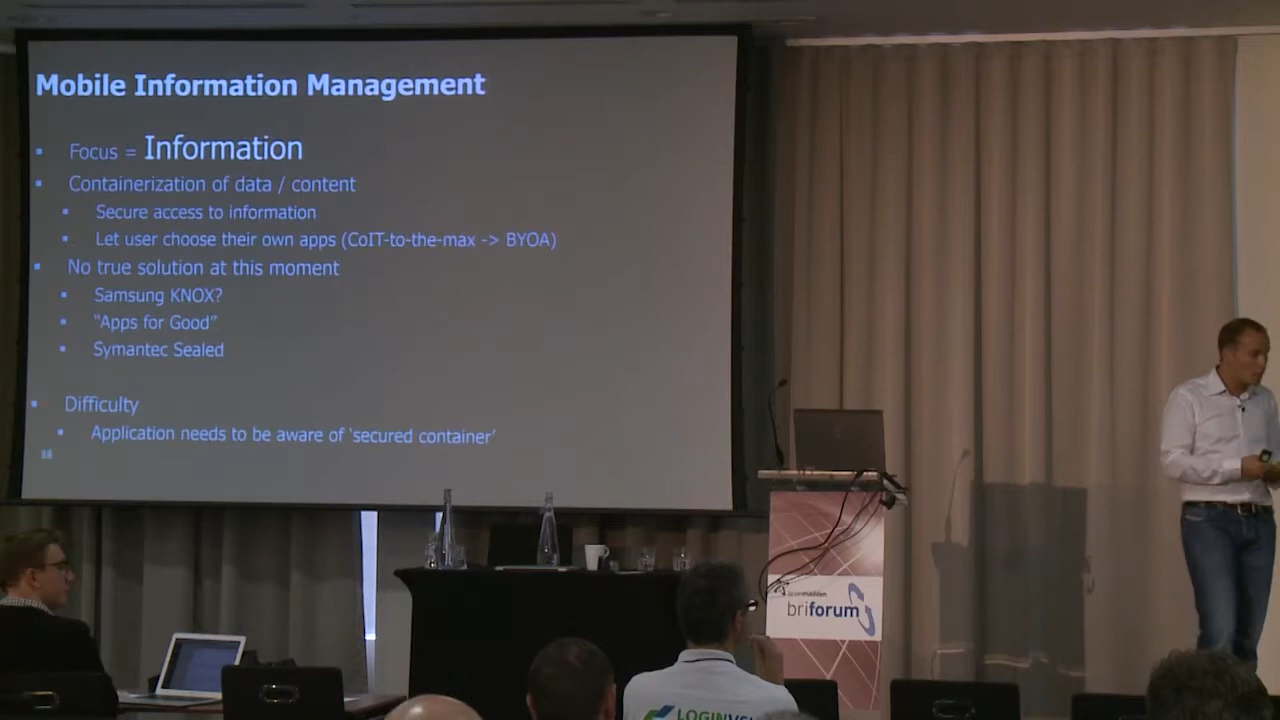 Mobile Information Management
Focus = Information
Containerization of data / content
Secure access to information
Let user choose their own apps (CoIT-to-the-max -> BYOA)
No true solution at this moment
Samsung KNOX?
"Apps for Good"
Symantec Sealed
Difficulty
Application needs to be aware of 'secured container'
briforum
LOGINVSI